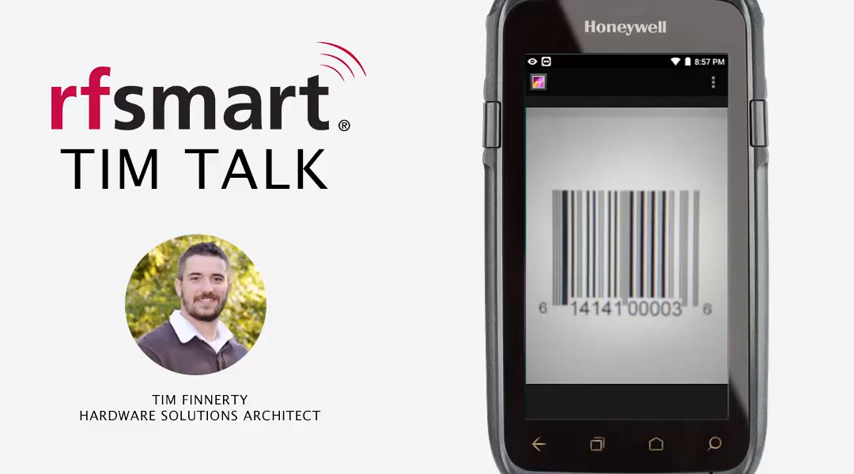 rfsmart®
TIM TALK
TIM FINNERTY
HARDWARE SOLUTIONS ARCHITECT
Honeywell
8:57 PM
6 14141 00003 6